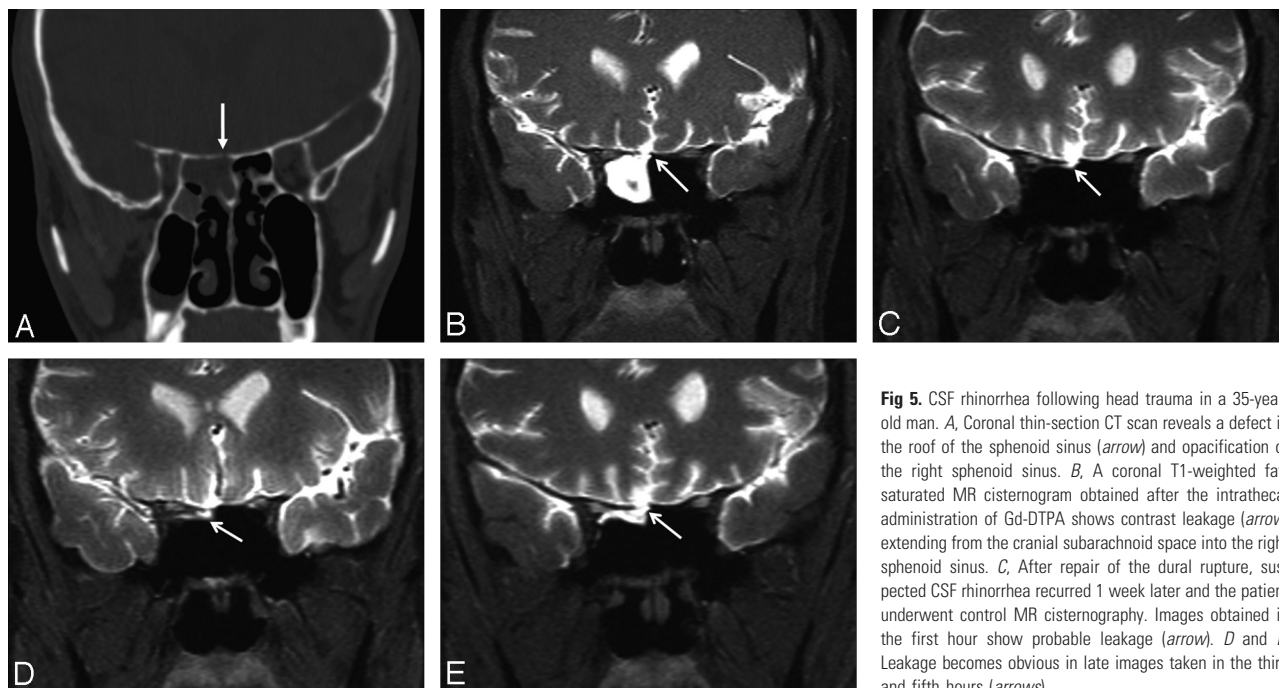 A
B
C
D
E
Fig 5. CSF rhinorrhea following head trauma in a 35-yea
old man. A, Coronal thin-section CT scan reveals a defect i
the roof of the sphenoid sinus (arrow) and opacification o
the right sphenoid sinus. B, A coronal T1-weighted fa
saturated MR cisternogram obtained after the intratheca
administration of Gd-DTPA shows contrast leakage (arrow
extending from the cranial subarachnoid space into the righ
sphenoid sinus. C, After repair of the dural rupture, sus
pected CSF rhinorrhea recurred 1 week later and the patien
underwent control MR cisternography. Images obtained i
the first hour show probable leakage (arrow). D and
Leakage becomes obvious in late images taken in the thir
and fifth hours (arrows)